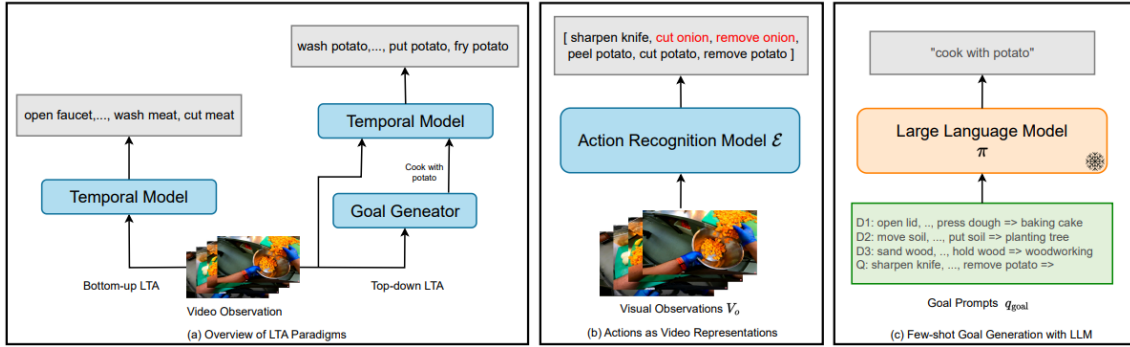 wash potato,..., put potato, fry potato
open faucet,..., wash meat, cut meat
Temporal Model
Cook with
potato
Temporal Model
Goal Geneator
Bottom-up LTA
Top-down LTA
Video Observation
(a) Overview of LTA Paradigms
[ sharpen knife, cut onion, remove onion,
peel potato, cut potato, remove potato ]
Action Recognition Model ℰ
Visual Observations V_o
(b) Actions as Video Representations
"cook with potato"
Large Language Model
π
D1: open lid, .., press dough => baking cake
D2: move soil, ..., put soil => planting tree
D3: sand wood, .., hold wood => woodworking
Q: sharpen knife, ..., remove potato =>
Goal Prompts q_goal
(c) Few-shot Goal Generation with LLM